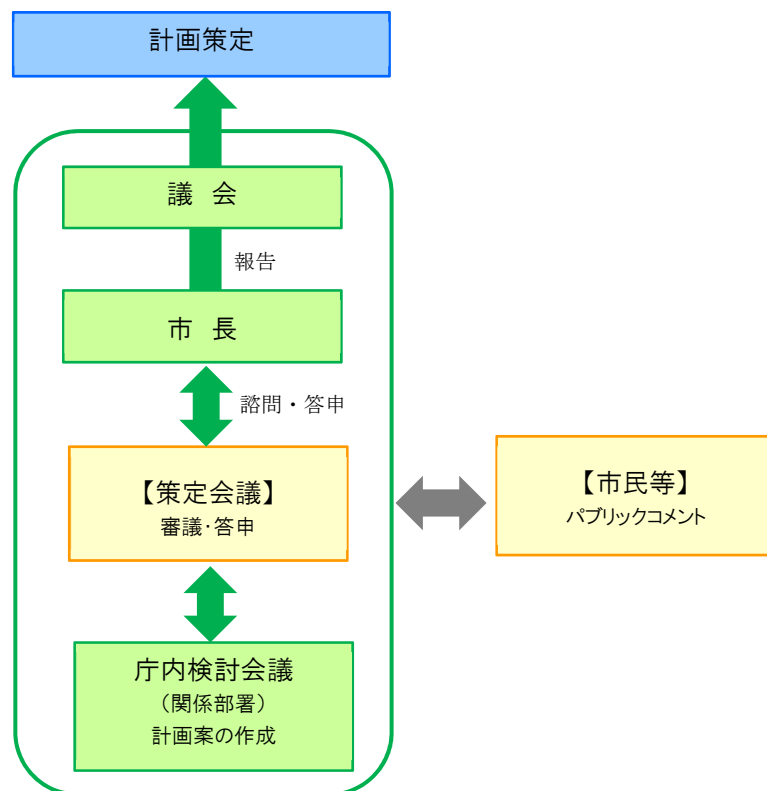 計画策定
議　会
報告
市　長
諮問・答申
【策定会議】
審議・答申
【市民等】
パブリックコメント
庁内検討会議
（関係部署）
計画案の作成